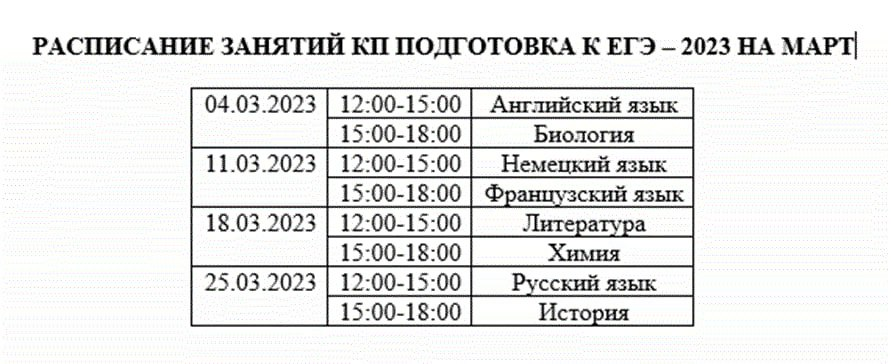 РАСПИСАНИЕ ЗАНЯТИЙ КП ПОДГОТОВКА К ЕГЭ – 2023 НА МАРТ
04.03.2023 12:00-15:00 Английский язык
15:00-18:00 Биология
11.03.2023 12:00-15:00 Немецкий язык
15:00-18:00 Французский язык
18.03.2023 12:00-15:00 Литература
15:00-18:00 Химия
25.03.2023 12:00-15:00 Русский язык
15:00-18:00 История